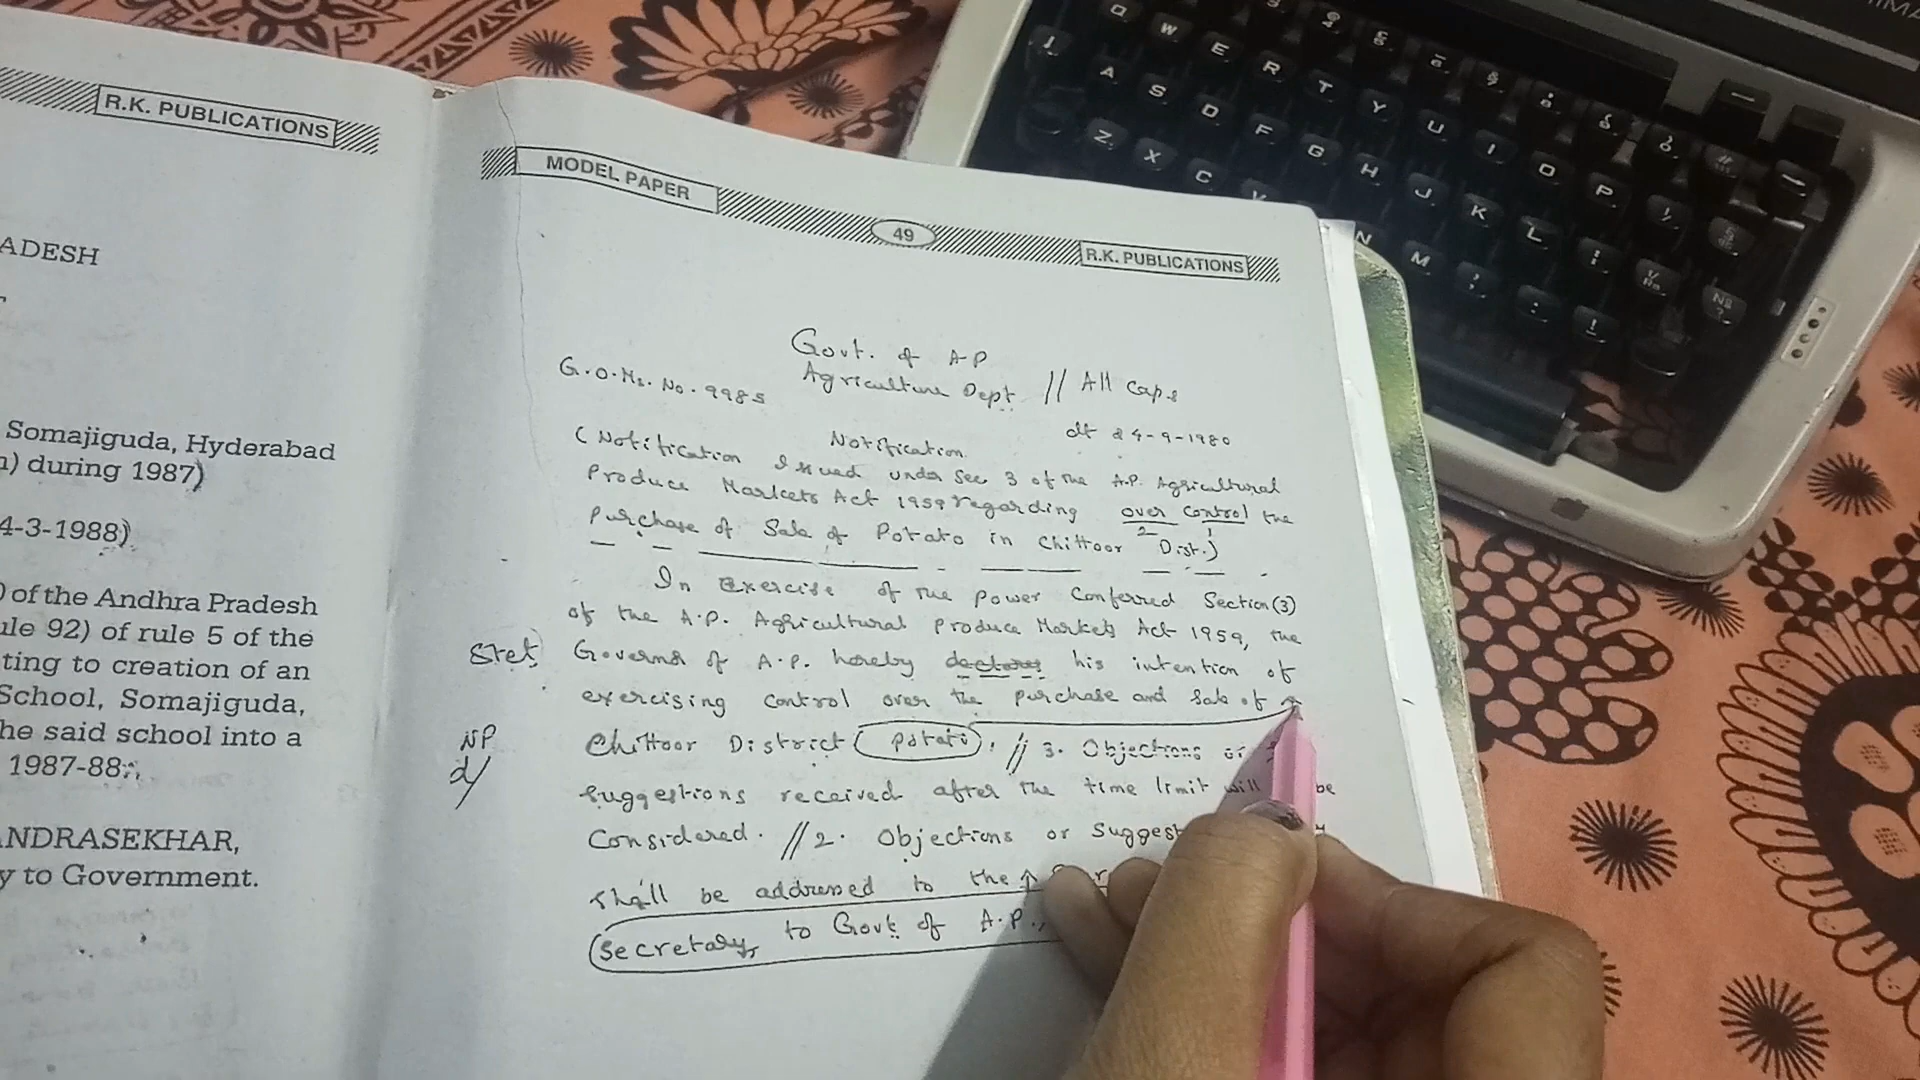 R.K. PUBLICATIONS
ADESH
Somajiguda, Hyderabad
) during 1987)
4-3-1988)
) of the Andhra Pradesh
ule 92) of rule 5 of the
ting to creation of an
School, Somajiguda,
he said school into a
1987-88;
ANDRASEKHAR,
y to Government.
MODEL PAPER
49
R.K. PUBLICATIONS
Govt. of A-P
Agriculture Dept // All caps
G.O.Ms. No. 9985
dt 24-9-1980
Notification
(Notification Issued under Sec 3 of the A.P. Agricultural
Produce Markets Act 1959 regarding over control the
2 1
purchase of Sale of Potato in Chittoor Dist.)
In Exercise of the power conferred Section (3)
of the A.P. Agricultural Produce Markets Act 1959, the
Stet Governor of A.P. hereby declares his intention of
exercising control over the purchase and Sale of
NP Chittoor District (potato). // 3. Objections or
d/ Suggestions received after the time limit will be
Considered. // 2. Objections or
shall be addressed to the
Secretary to Govt of A.P.,
Q W E R T Y U I O P
A S D F G H J K L
Z X C V N M